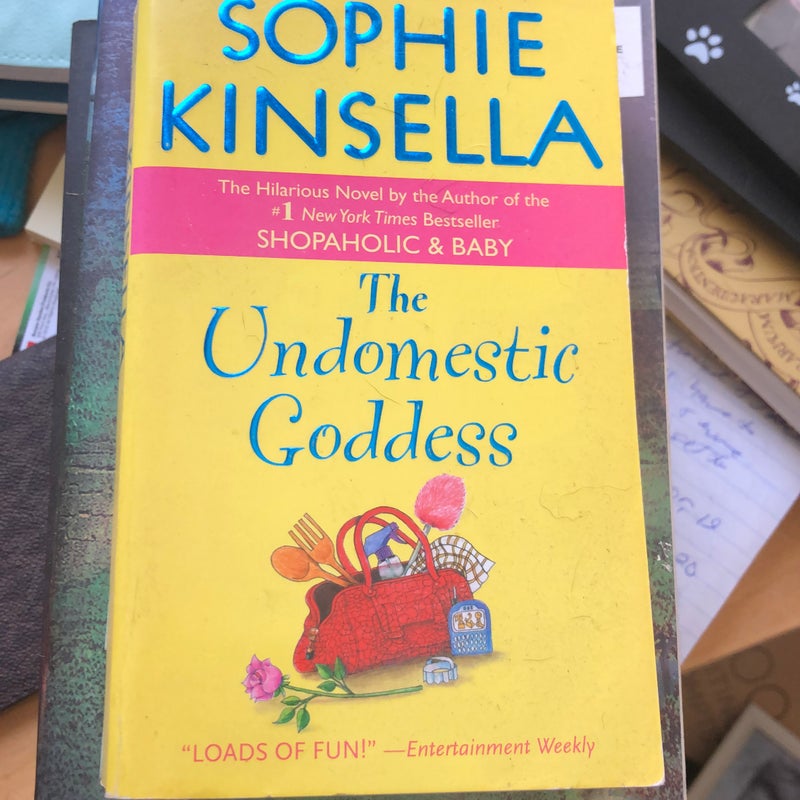 SOPHIE
KINSELLA
The Hilarious Novel by the Author of the
#1 New York Times Bestseller
SHOPAHOLIC & BABY
The
Undomestic
Goddess
"LOADS OF FUN!" —Entertainment Weekly